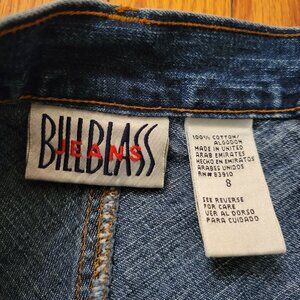 BILLBLASS
JEANS
100% COTTON/
ALGODON
MADE IN UNITED
ARAB EMIRATES
HECHO EN EMIRATOS
ARABES UNIDOS
RN# 83910
8
SEE REVERSE
FOR CARE
VER AL DORSO
PARA CUIDADO